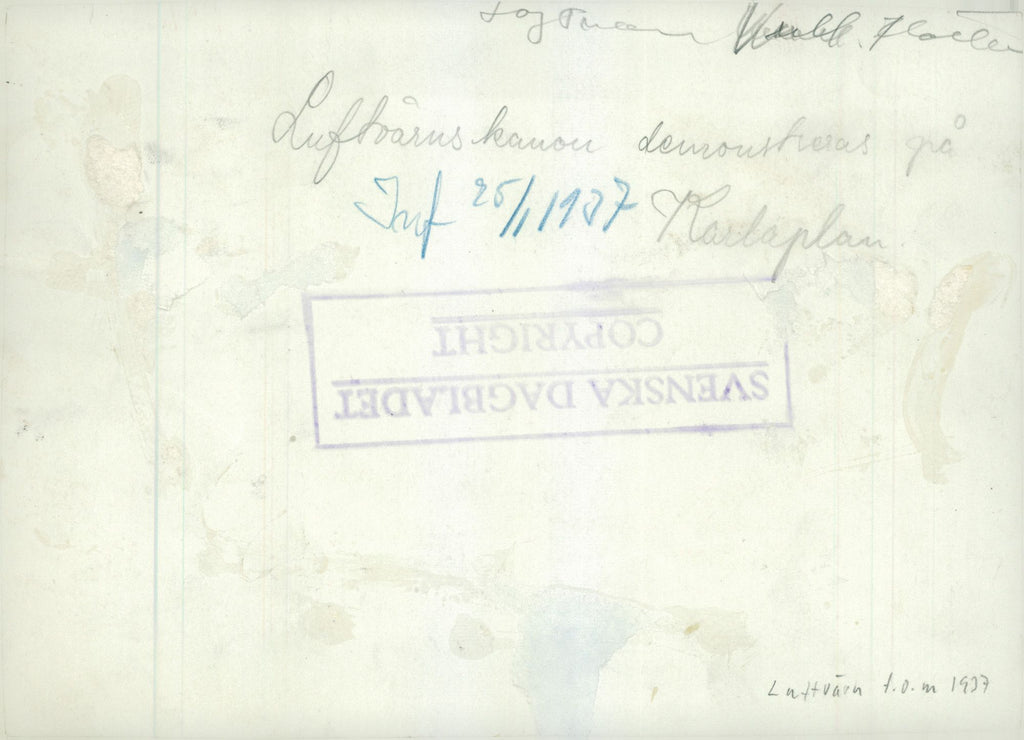 Luftvärnskanon demonstreras på
Inf 25/1 1937 Karlaplan
COPYRIGHT
SVENSKA DAGBLADET
Luftvärn t.o.m 1937